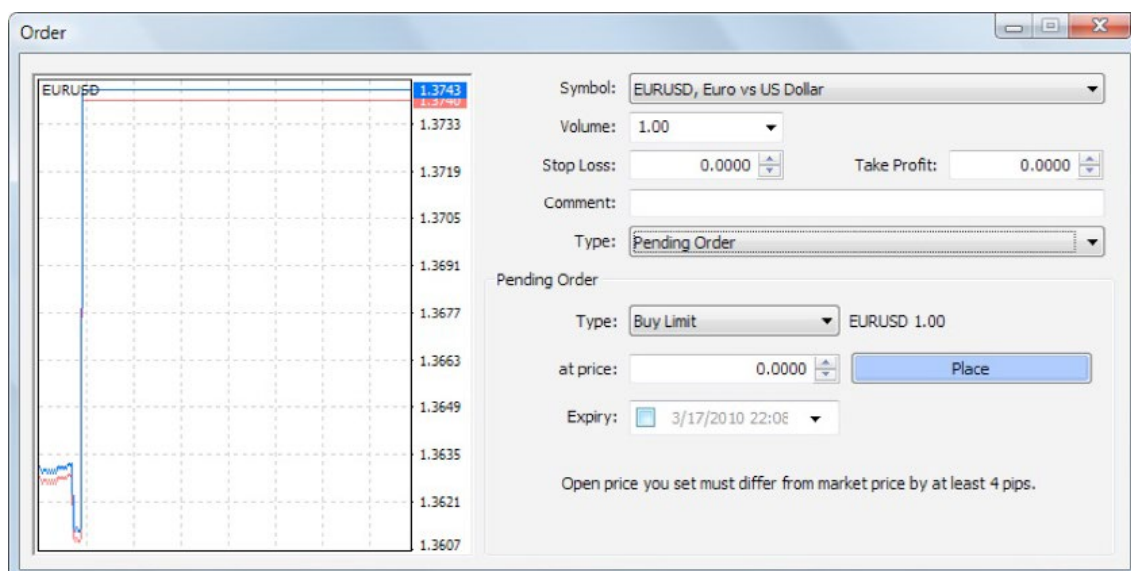 Order
EURUSD
1.3743
1.3740
1.3733
1.3719
1.3705
1.3691
1.3677
1.3663
1.3649
1.3635
1.3621
1.3607
Symbol: EURUSD, Euro vs US Dollar
Volume: 1.00
Stop Loss: 0.0000 Take Profit: 0.0000
Comment:
Type: Pending Order
Pending Order
Type: Buy Limit EURUSD 1.00
at price: 0.0000 Place
Expiry: 3/17/2010 22:08
Open price you set must differ from market price by at least 4 pips.